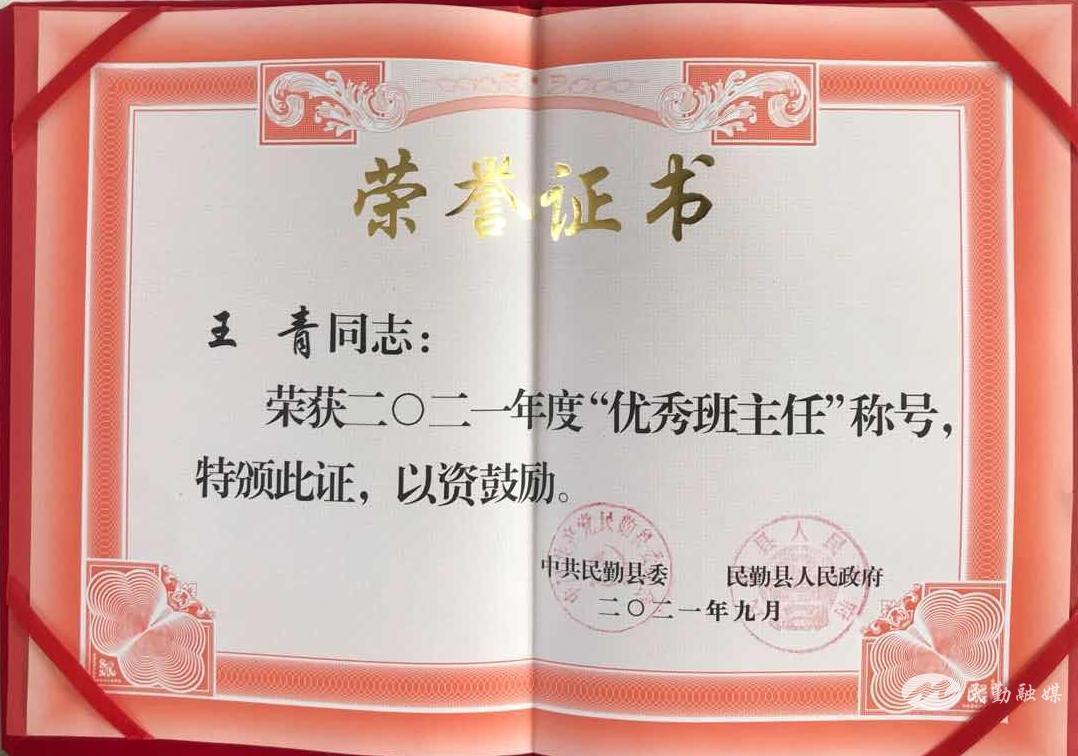 荣誉证书
王 青同志：
荣获二〇二一年度“优秀班主任”称号，
特颁此证，以资鼓励。
中共民勤县委 民勤县人民政府
二〇二一年九月
民勤融媒